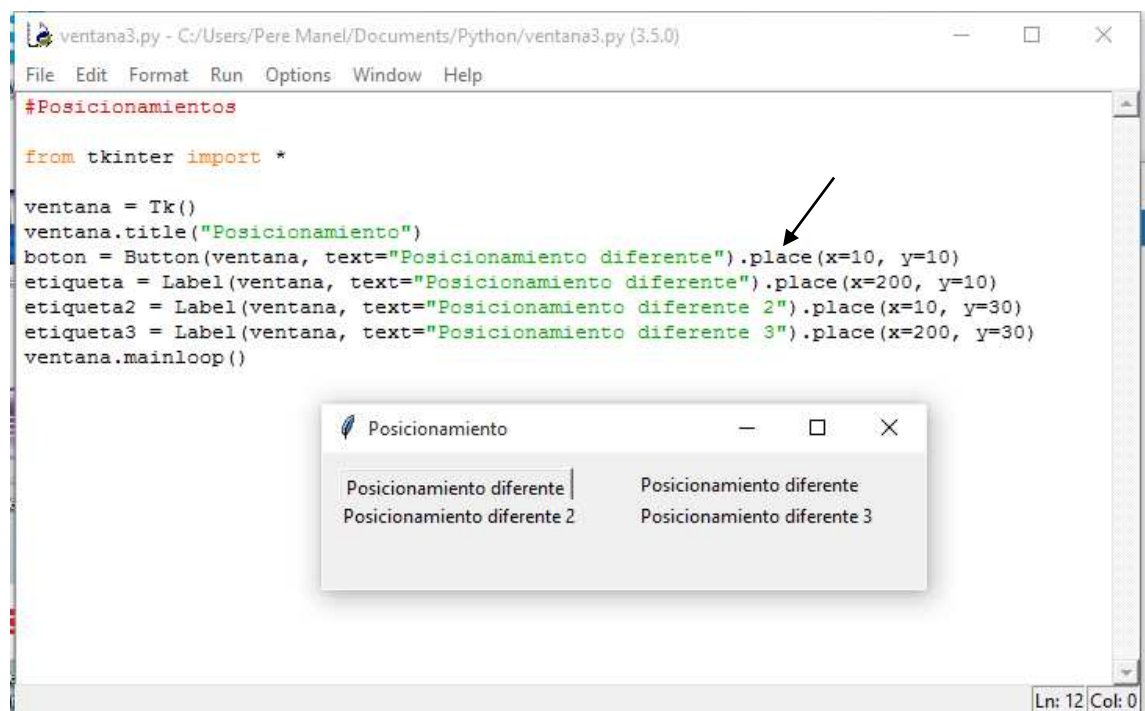 ventana3.py - C:/Users/Pere Manel/Documents/Python/ventana3.py (3.5.0)
File Edit Format Run Options Window Help
#Posicionamientos
from tkinter import *
ventana = Tk()
ventana.title("Posicionamiento")
boton = Button(ventana, text="Posicionamiento diferente").place(x=10, y=10)
etiqueta = Label(ventana, text="Posicionamiento diferente").place(x=200, y=10)
etiqueta2 = Label(ventana, text="Posicionamiento diferente 2").place(x=10, y=30)
etiqueta3 = Label(ventana, text="Posicionamiento diferente 3").place(x=200, y=30)
ventana.mainloop()
Posicionamiento
Posicionamiento diferente Posicionamiento diferente
Posicionamiento diferente 2 Posicionamiento diferente 3
Ln: 12 Col: 0